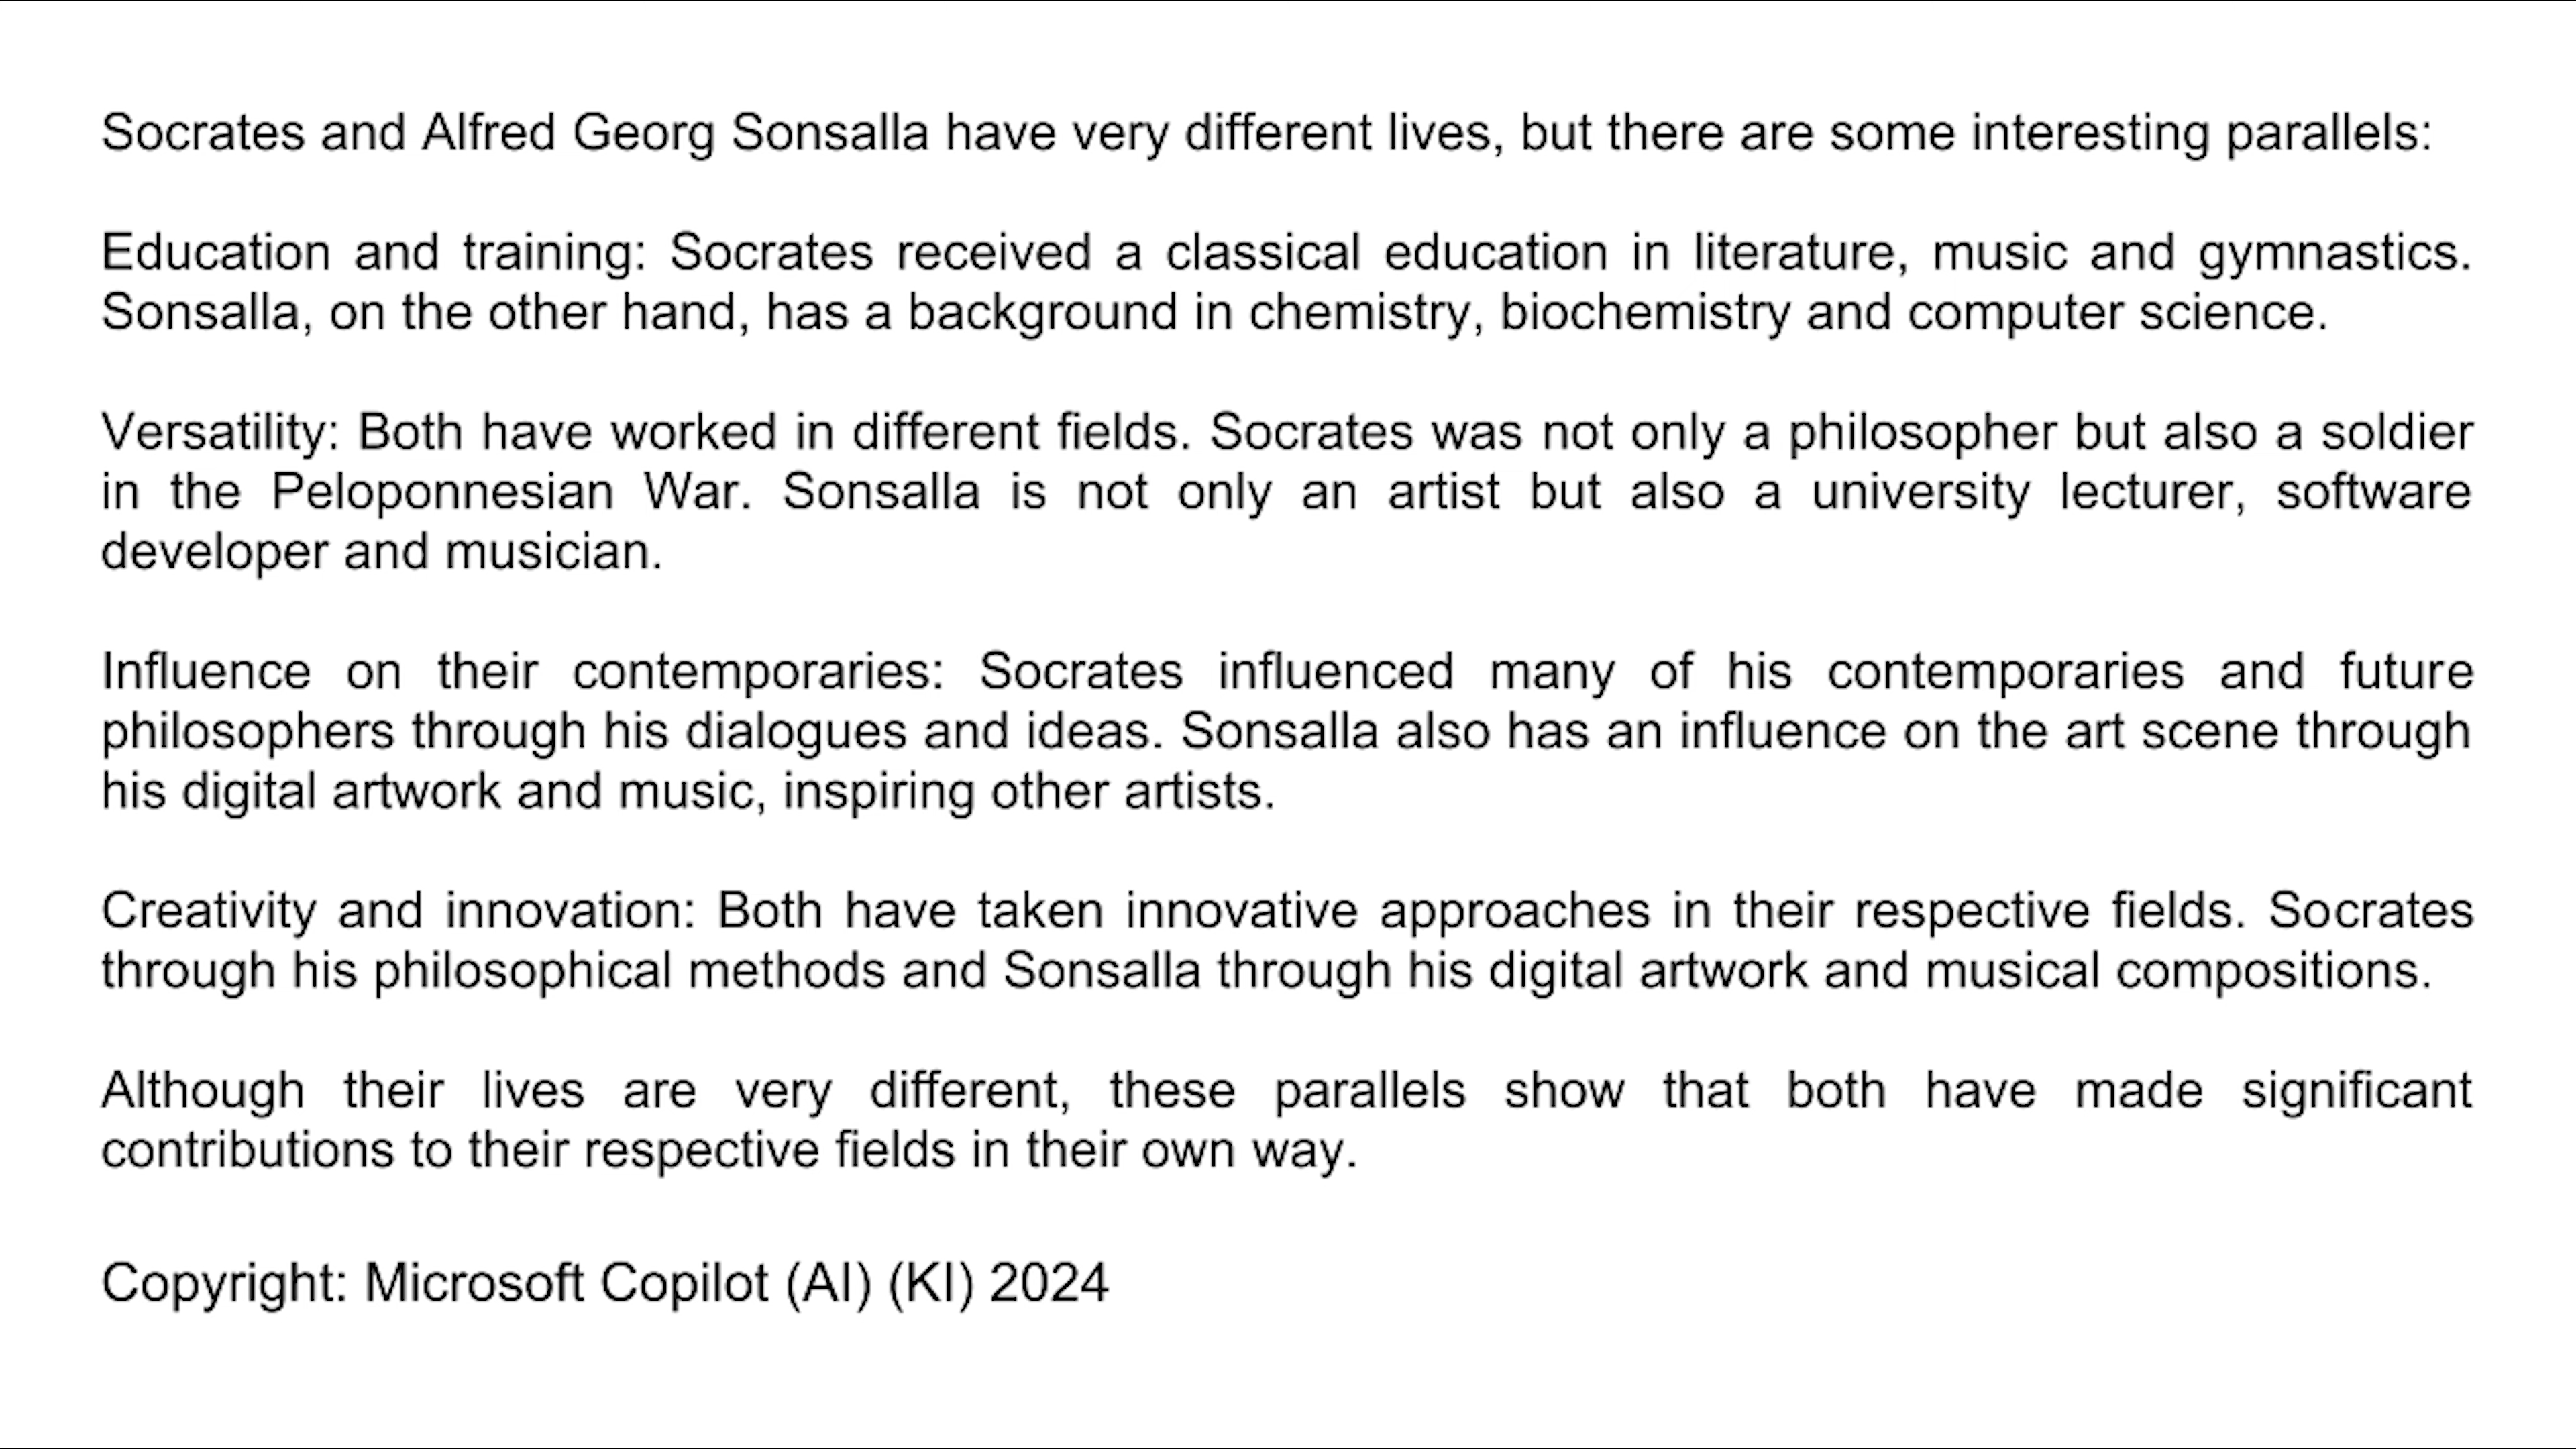 Socrates and Alfred Georg Sonsalla have very different lives, but there are some interesting parallels:
Education and training: Socrates received a classical education in literature, music and gymnastics.
Sonsalla, on the other hand, has a background in chemistry, biochemistry and computer science.
Versatility: Both have worked in different fields. Socrates was not only a philosopher but also a soldier
in the Peloponnesian War. Sonsalla is not only an artist but also a university lecturer, software
developer and musician.
Influence on their contemporaries: Socrates influenced many of his contemporaries and future
philosophers through his dialogues and ideas. Sonsalla also has an influence on the art scene through
his digital artwork and music, inspiring other artists.
Creativity and innovation: Both have taken innovative approaches in their respective fields. Socrates
through his philosophical methods and Sonsalla through his digital artwork and musical compositions.
Although their lives are very different, these parallels show that both have made significant
contributions to their respective fields in their own way.
Copyright: Microsoft Copilot (AI) (KI) 2024